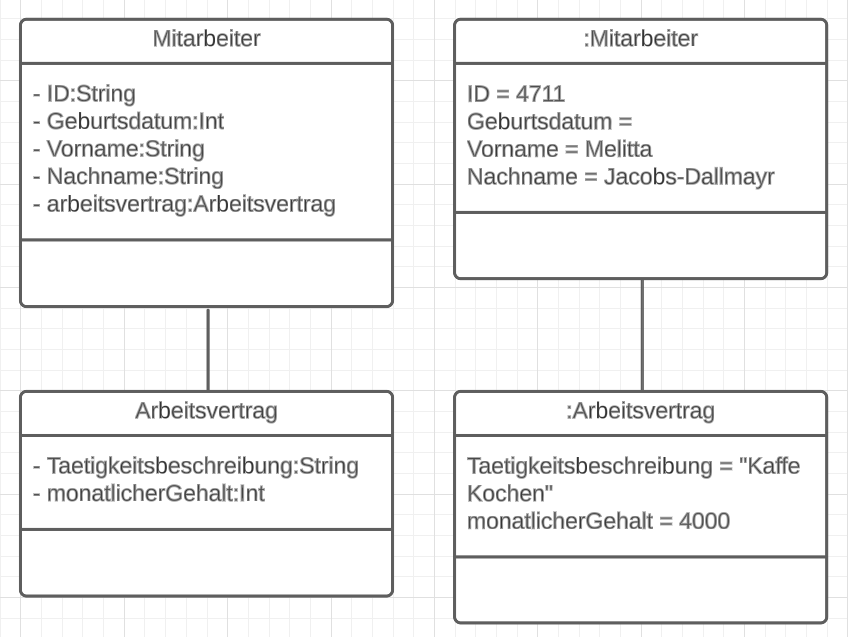 Mitarbeiter
- ID:String
- Geburtsdatum:Int
- Vorname:String
- Nachname:String
- arbeitsvertrag:Arbeitsvertrag
:Mitarbeiter
ID = 4711
Geburtsdatum =
Vorname = Melitta
Nachname = Jacobs-Dallmayr
Arbeitsvertrag
- Taetigkeitsbeschreibung:String
- monatlicherGehalt:Int
:Arbeitsvertrag
Taetigkeitsbeschreibung = "Kaffe
Kochen"
monatlicherGehalt = 4000